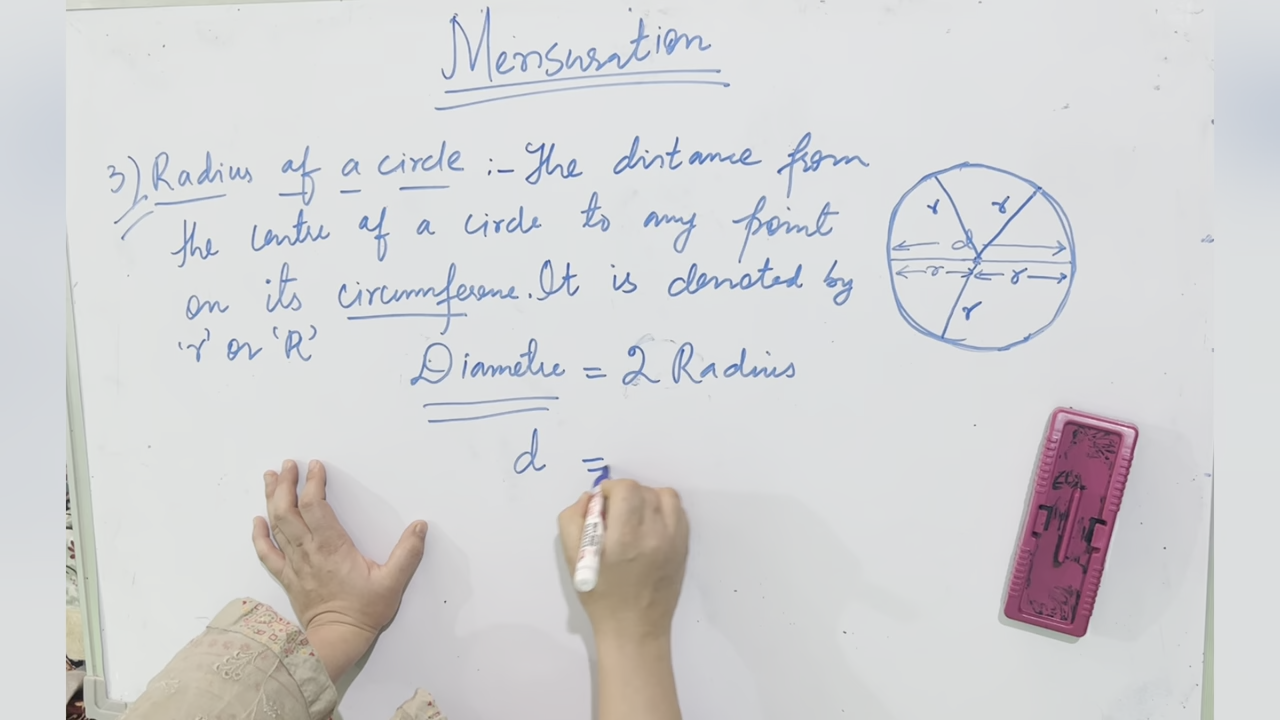 Mensuration
3) Radius of a circle :- The distance from
the centre of a circle to any point
on its circumference. It is denoted by
'r' or 'R'
Diametre = 2 Radius
d =
r r
d
r r
r